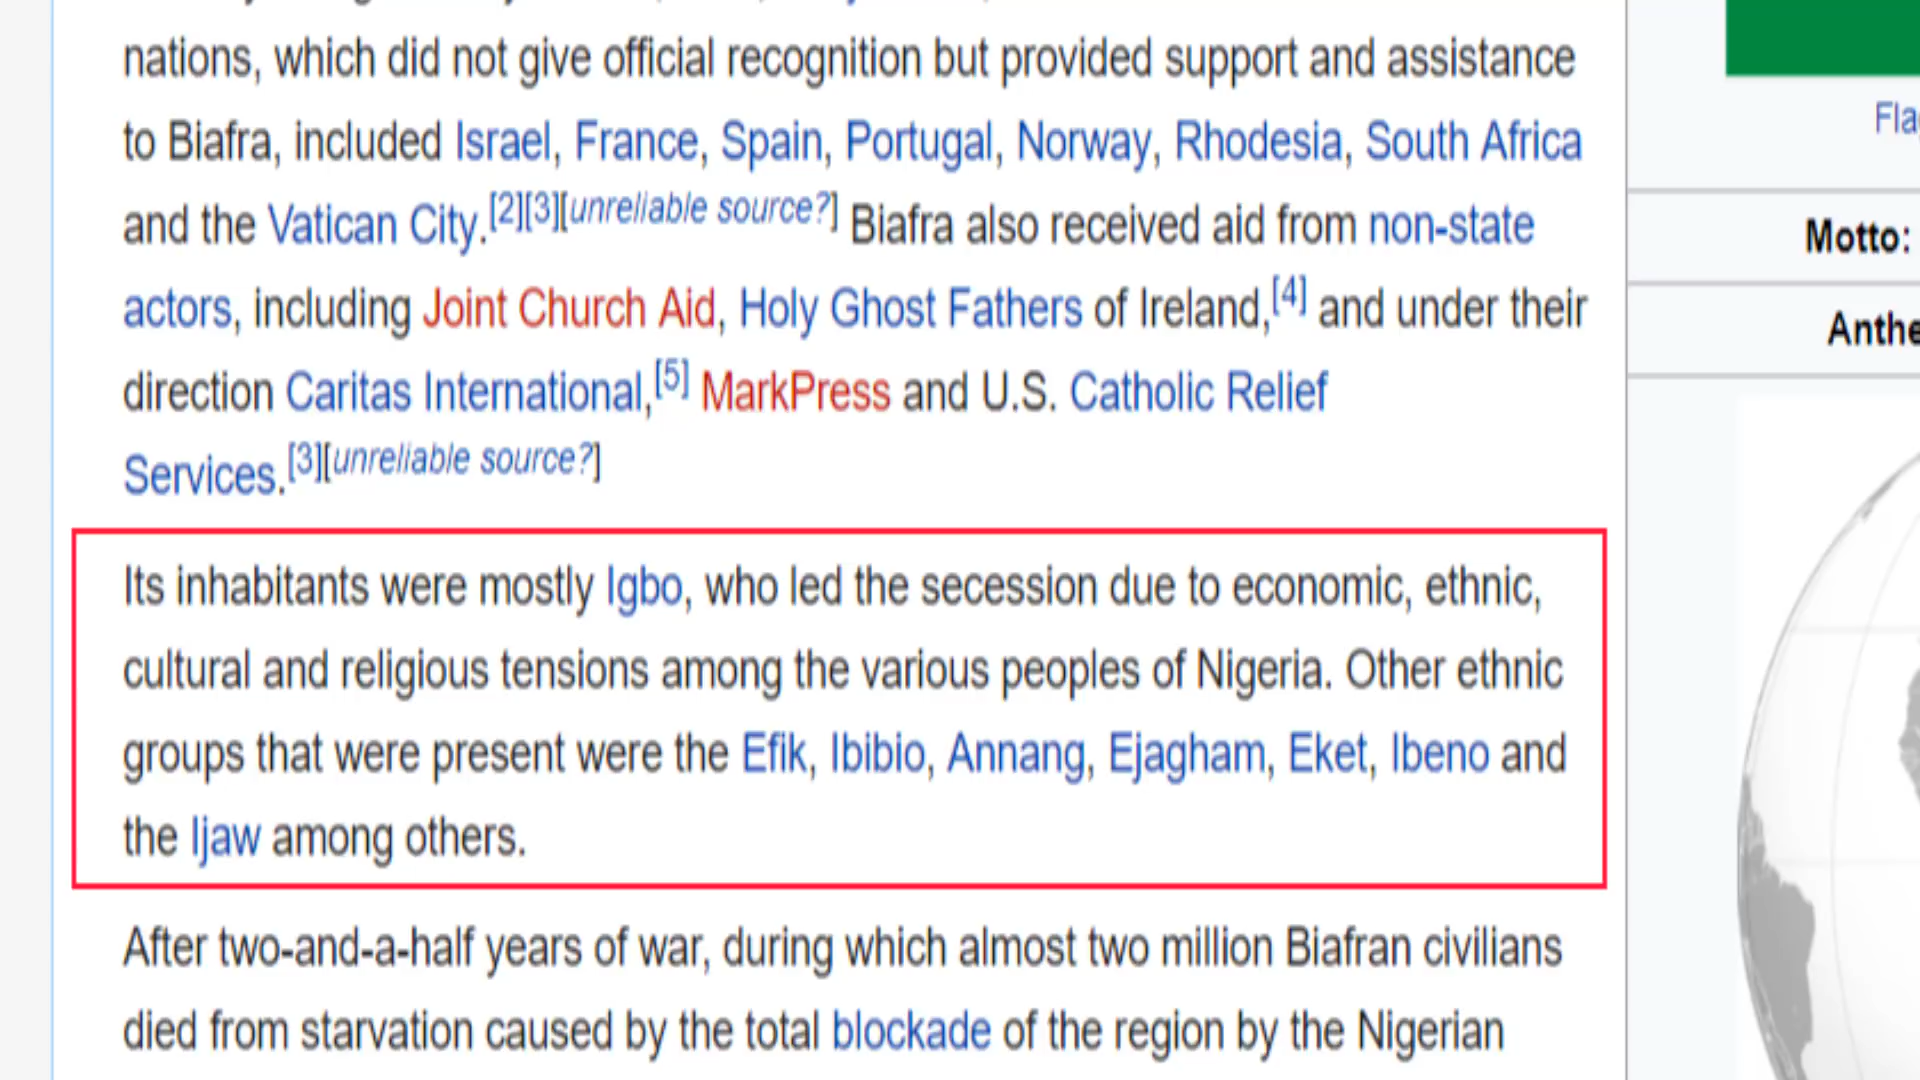 nations, which did not give official recognition but provided support and assistance
to Biafra, included Israel, France, Spain, Portugal, Norway, Rhodesia, South Africa
and the Vatican City.[2][3][unreliable source?] Biafra also received aid from non-state
actors, including Joint Church Aid, Holy Ghost Fathers of Ireland,[4] and under their
direction Caritas International,[5] MarkPress and U.S. Catholic Relief
Services.[3][unreliable source?]
Its inhabitants were mostly Igbo, who led the secession due to economic, ethnic,
cultural and religious tensions among the various peoples of Nigeria. Other ethnic
groups that were present were the Efik, Ibibio, Annang, Ejagham, Eket, Ibeno and
the Ijaw among others.
After two-and-a-half years of war, during which almost two million Biafran civilians
died from starvation caused by the total blockade of the region by the Nigerian
Fla
Motto:
Anthe